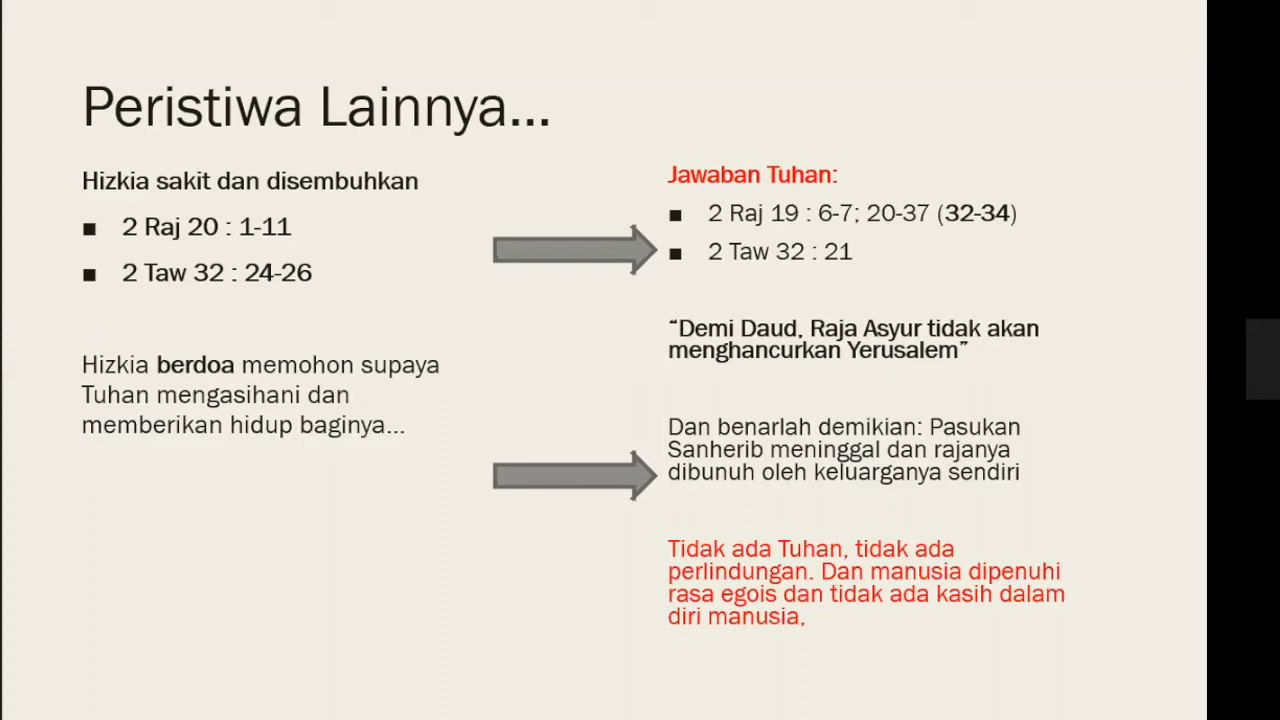 Peristiwa Lainnya...
Hizkia sakit dan disembuhkan
■ 2 Raj 20 : 1-11
■ 2 Taw 32 : 24-26
Hizkia berdoa memohon supaya
Tuhan mengasihani dan
memberikan hidup baginya...
Jawaban Tuhan:
■ 2 Raj 19 : 6-7; 20-37 (32-34)
■ 2 Taw 32 : 21
“Demi Daud, Raja Asyur tidak akan
menghancurkan Yerusalem”
Dan benarlah demikian: Pasukan
Sanherib meninggal dan rajanya
dibunuh oleh keluarganya sendiri
Tidak ada Tuhan, tidak ada
perlindungan. Dan manusia dipenuhi
rasa egois dan tidak ada kasih dalam
diri manusia,